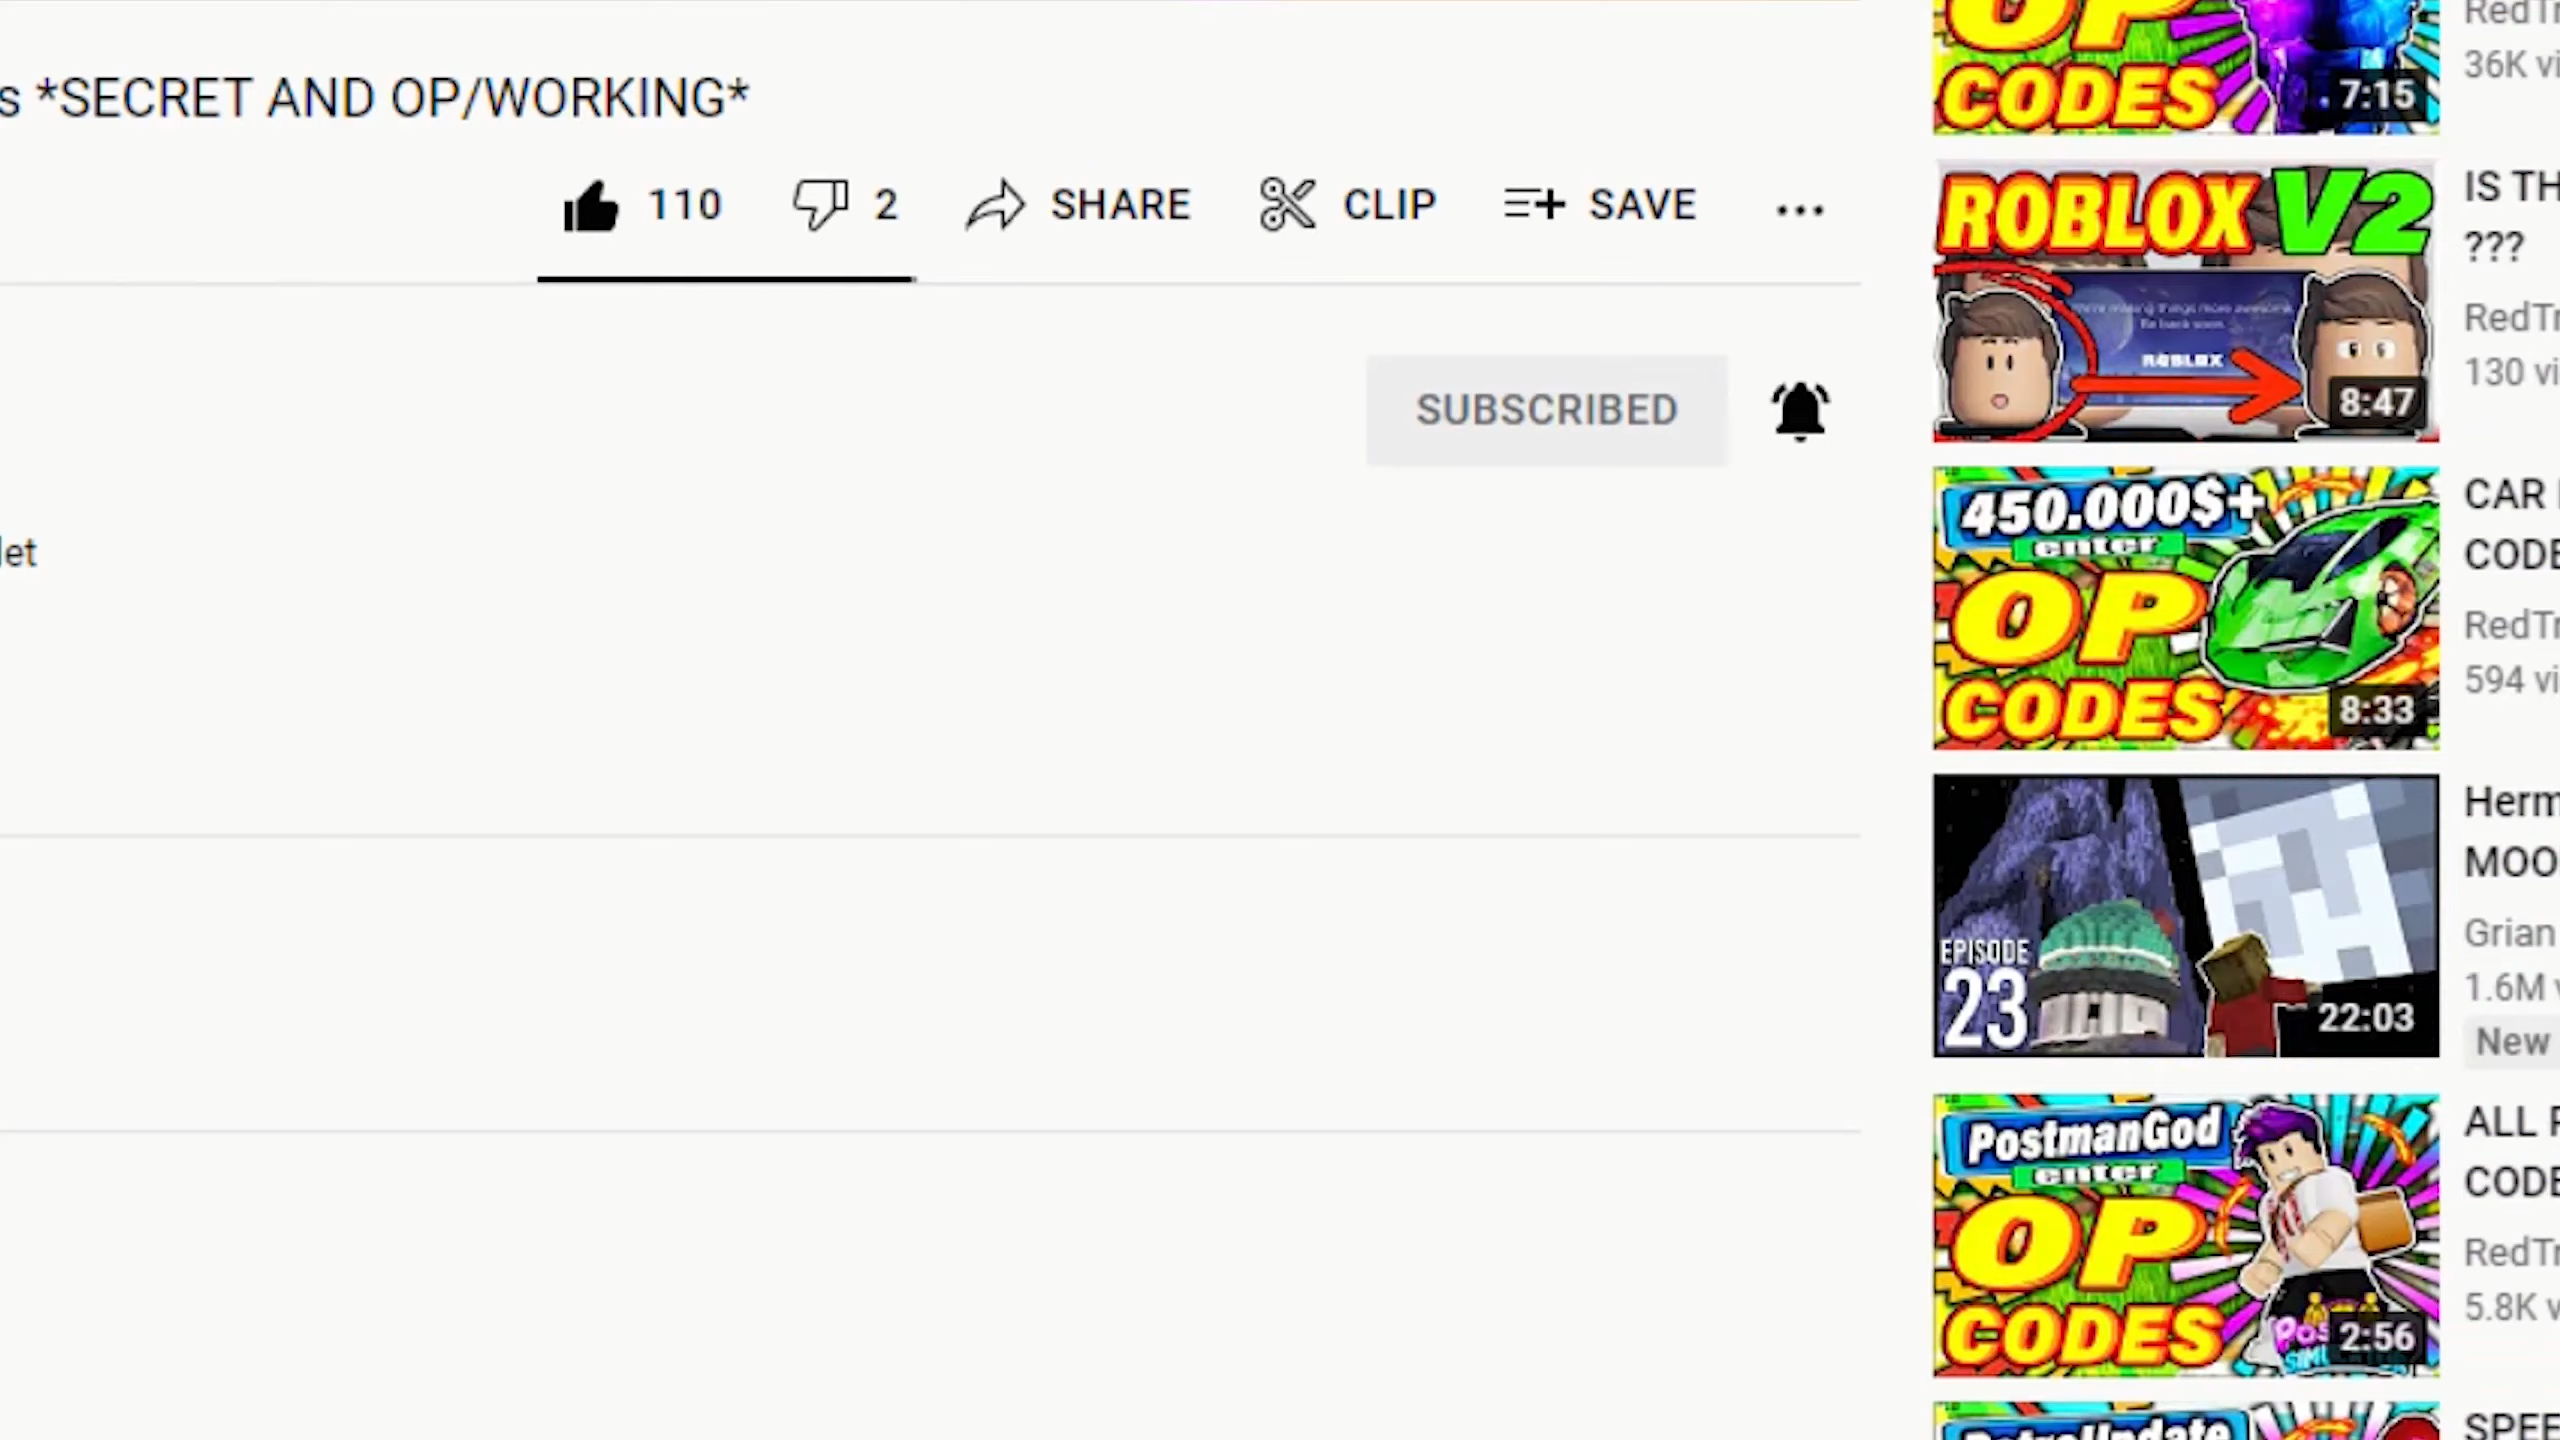 s *SECRET AND OP/WORKING*
110
2
SHARE
CLIP
SAVE
SUBSCRIBED
let
OP
CODES
7:15
RedTr
36K vi
ROBLOX V2
ROBLOX
8:47
IS TH
???
RedTr
130 vi
450.000$+
enter
OP
CODES
8:33
CAR
CODE
RedTr
594 vi
EPISODE
23
22:03
Herm
MOO
Grian
1.6M v
New
PostmanGod
enter
OP
CODES
2:56
ALL
CODE
RedTr
5.8K v
SPEE